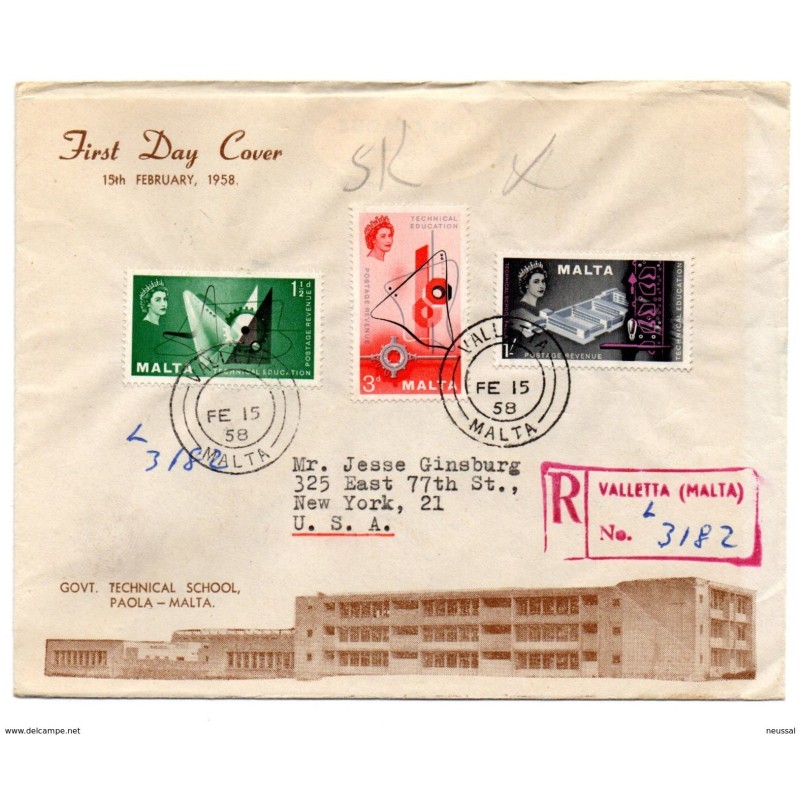 First Day Cover
15th FEBRUARY, 1958.
SK X
TECHNICAL
EDUCATION
POSTAGE REVENUE
3d
MALTA
1½d
MALTA
TECHNICAL EDUCATION
POSTAGE REVENUE
MALTA
TECHNICAL EDUCATION
1/-
POSTAGE REVENUE
VALLETTA
FE 15
58
MALTA
VALLETTA
FE 15
58
MALTA
L
3182
Mr. Jesse Ginsburg
325 East 77th St.,
New York, 21
U. S. A.
R
VALLETTA (MALTA)
L
No. 3182
GOVT. TECHNICAL SCHOOL,
PAOLA — MALTA.
www.delcampe.net
neussal